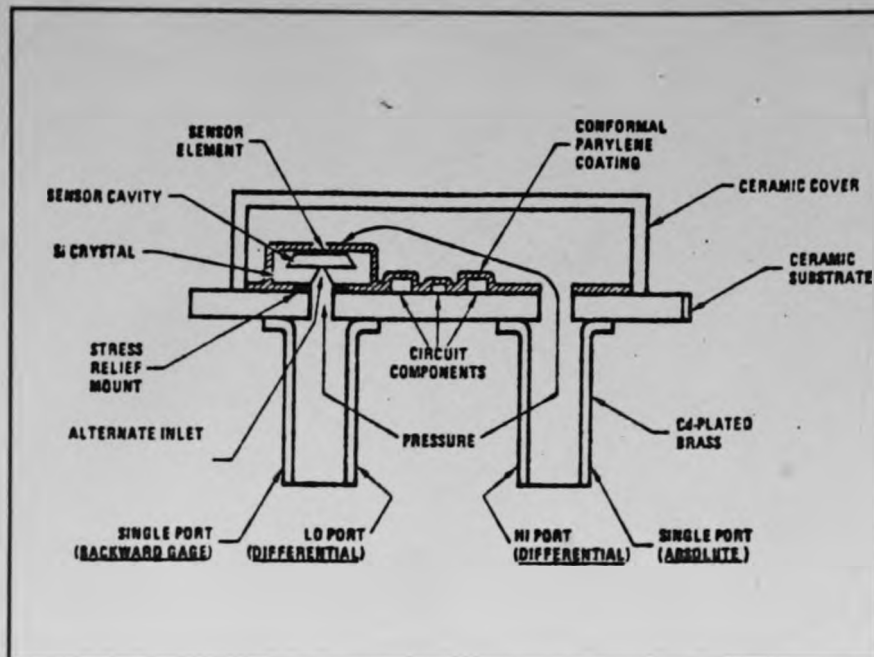 SENSOR
ELEMENT
CONFORMAL
PARYLENE
COATING
SENSOR CAVITY
CERAMIC COVER
Si CRYSTAL
CERAMIC
SUBSTRATE
STRESS
RELIEF
MOUNT
CIRCUIT
COMPONENTS
ALTERNATE INLET
PRESSURE
Cd-PLATED
BRASS
SINGLE PORT
(BACKWARD GAGE)
LO PORT
(DIFFERENTIAL)
HI PORT
(DIFFERENTIAL)
SINGLE PORT
(ABSOLUTE)